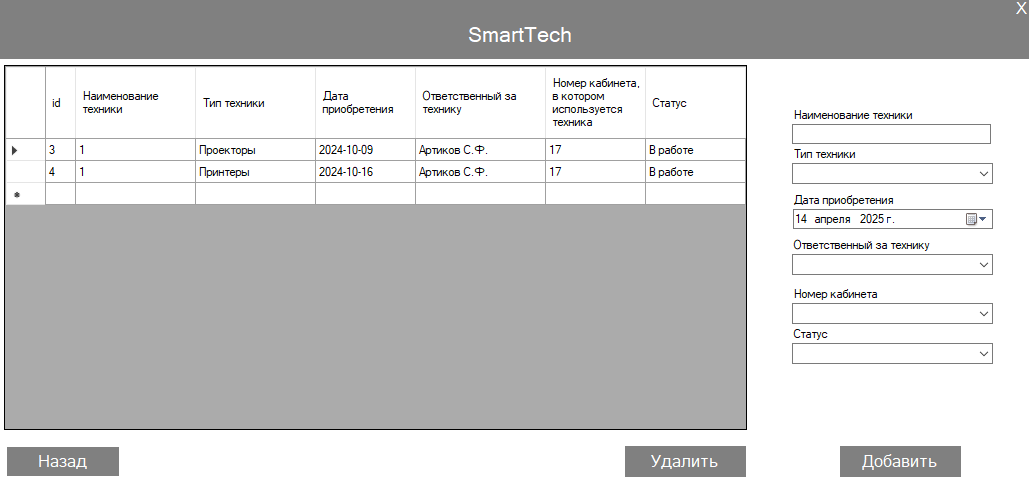 X
SmartTech
id
Наименование
техники
Тип техники
Дата
приобретения
Ответственный за
технику
Номер кабинета,
в котором
используется
техника
Статус
3 1 Проекторы 2024-10-09 Артиков С.Ф. 17 В работе
4 1 Принтеры 2024-10-16 Артиков С.Ф. 17 В работе
Наименование техники
Тип техники
Дата приобретения
14 апреля 2025 г.
Ответственный за технику
Номер кабинета
Статус
Назад
Удалить
Добавить